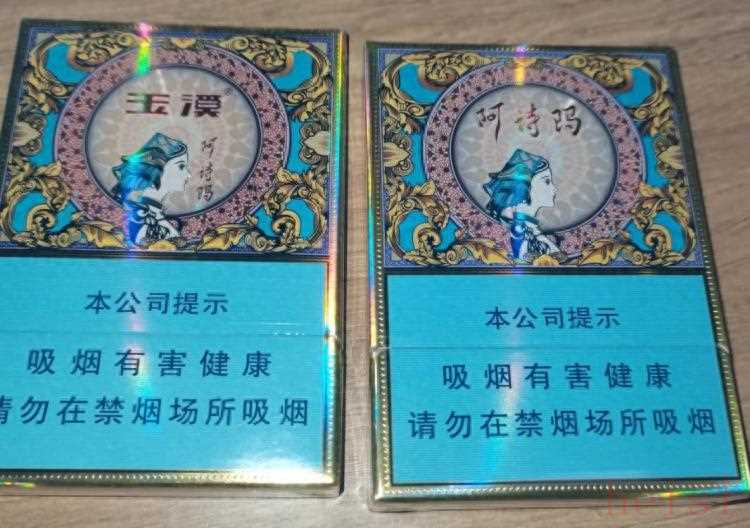 玉溪®
阿诗玛
本公司提示
吸烟有害健康
请勿在禁烟场所吸烟
阿诗玛
本公司提示
吸烟有害健康
请勿在禁烟场所吸烟